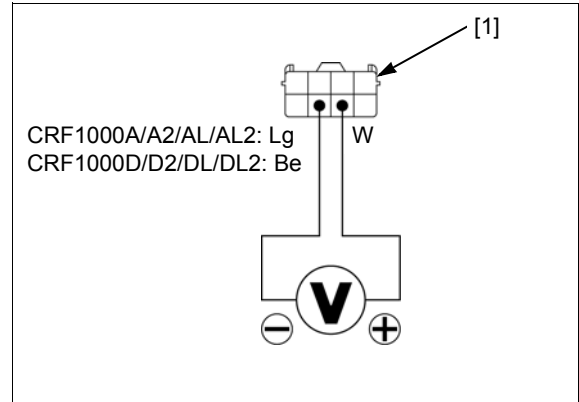 [1]
CRF1000A/A2/AL/AL2: Lg W
CRF1000D/D2/DL/DL2: Be
V
− +